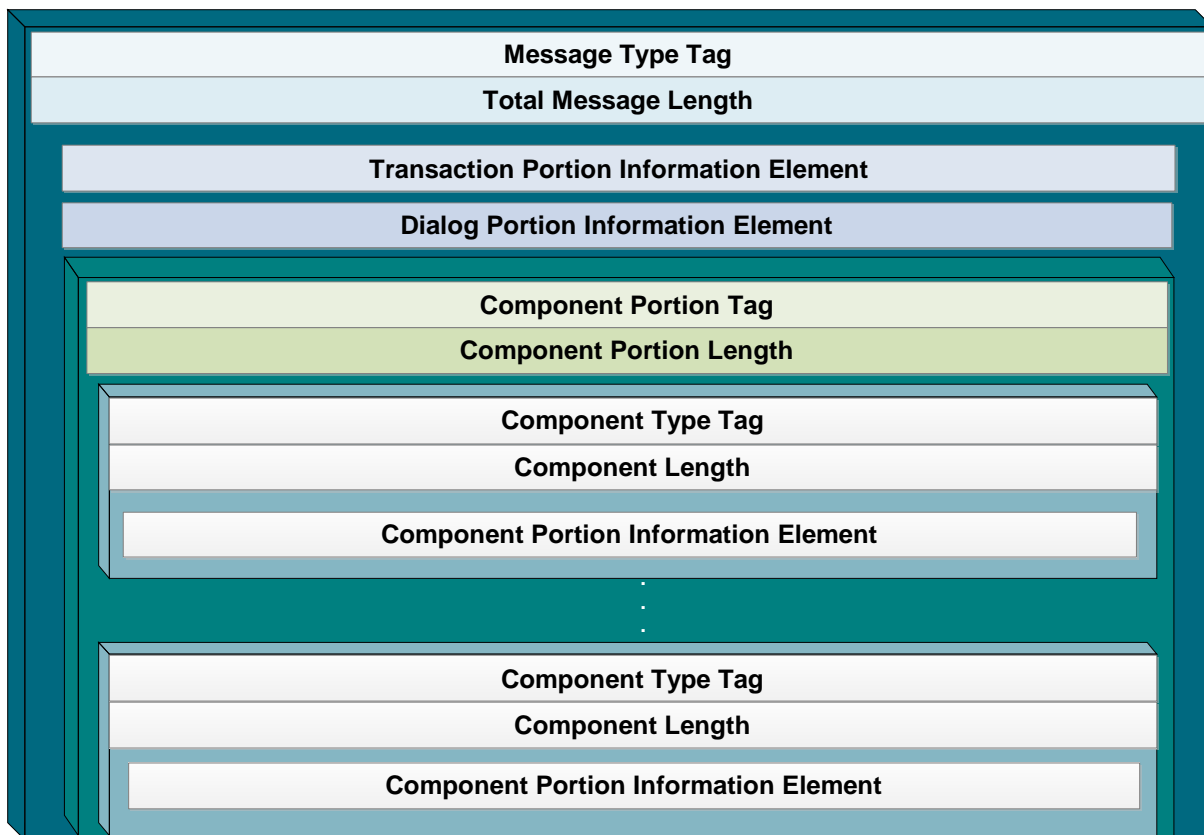 Message Type Tag
Total Message Length
Transaction Portion Information Element
Dialog Portion Information Element
Component Portion Tag
Component Portion Length
Component Type Tag
Component Length
Component Portion Information Element
.
.
.
Component Type Tag
Component Length
Component Portion Information Element